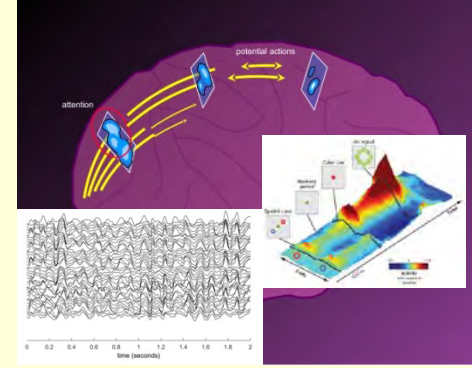 potential actions
attention
Go signal
Color cue
Memory
period
Spatial cues
0 0.2 0.4 0.6 0.8 1 1.2 1.4 1.6 1.8 2
time (seconds)